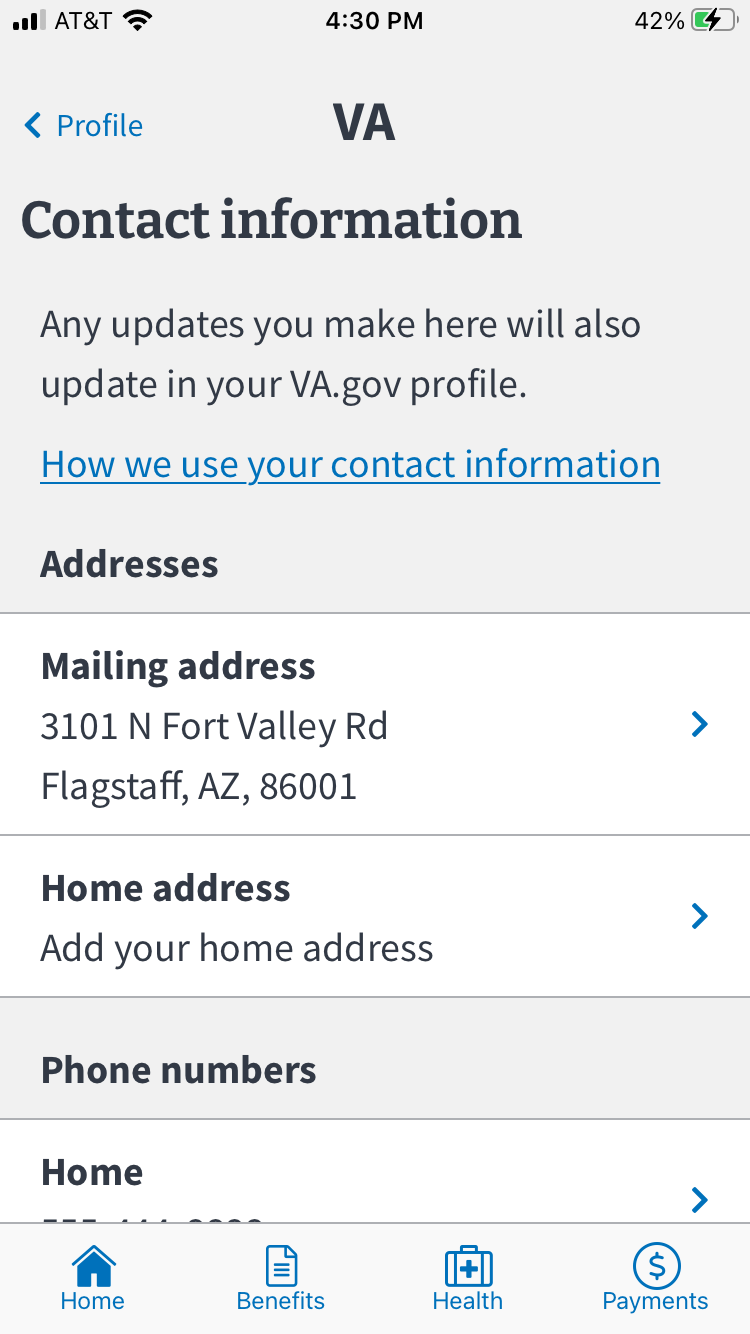 AT&T 4:30 PM 42%
Profile VA
Contact information
Any updates you make here will also
update in your VA.gov profile.
How we use your contact information
Addresses
Mailing address
3101 N Fort Valley Rd
Flagstaff, AZ, 86001
Home address
Add your home address
Phone numbers
Home
Home Benefits Health Payments